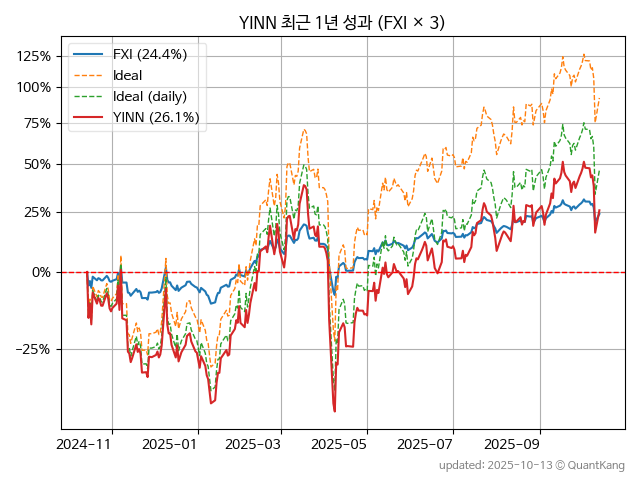 YINN 최근 1년 성과 (FXI × 3)
FXI (24.4%)
Ideal
Ideal (daily)
YINN (26.1%)
125%
100%
75%
50%
25%
0%
−25%
2024-11 2025-01 2025-03 2025-05 2025-07 2025-09
updated: 2025-10-13 © QuantKang